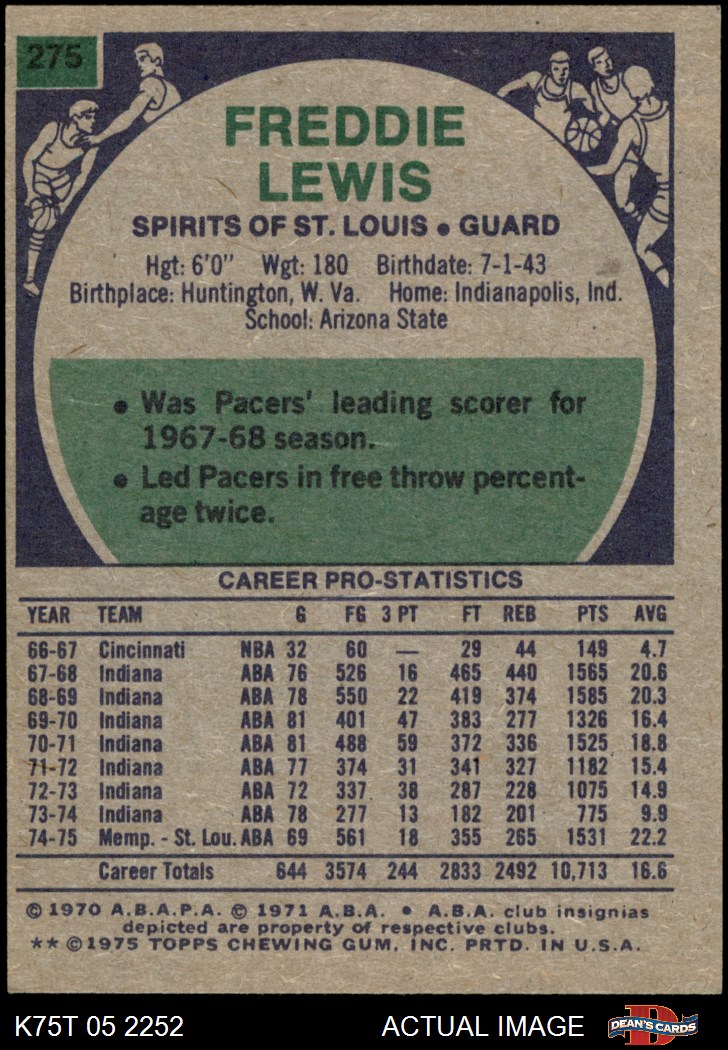 275
FREDDIE
LEWIS
SPIRITS OF ST. LOUIS • GUARD
Hgt: 6'0" Wgt: 180 Birthdate: 7-1-43
Birthplace: Huntington, W. Va. Home: Indianapolis, Ind.
School: Arizona State
• Was Pacers' leading scorer for
1967-68 season.
• Led Pacers in free throw percent-
age twice.
CAREER PRO-STATISTICS
YEAR TEAM G FG 3 PT FT REB PTS AVG
66-67 Cincinnati NBA 32 60 — 29 44 149 4.7
67-68 Indiana ABA 76 526 16 465 440 1565 20.6
68-69 Indiana ABA 78 550 22 419 374 1585 20.3
69-70 Indiana ABA 81 401 47 383 277 1326 16.4
70-71 Indiana ABA 81 488 59 372 336 1525 18.8
71-72 Indiana ABA 77 374 31 341 327 1182 15.4
72-73 Indiana ABA 72 337 38 287 228 1075 14.9
73-74 Indiana ABA 78 277 13 182 201 775 9.9
74-75 Memp. - St. Lou. ABA 69 561 18 355 265 1531 22.2
Career Totals 644 3574 244 2833 2492 10,713 16.6
© 1970 A.B.A.P.A. © 1971 A.B.A. • A.B.A. club insignias
depicted are property of respective clubs.
** © 1975 TOPPS CHEWING GUM, INC. PRTD. IN U.S.A.
K75T 05 2252 ACTUAL IMAGE D DEAN'S CARDS